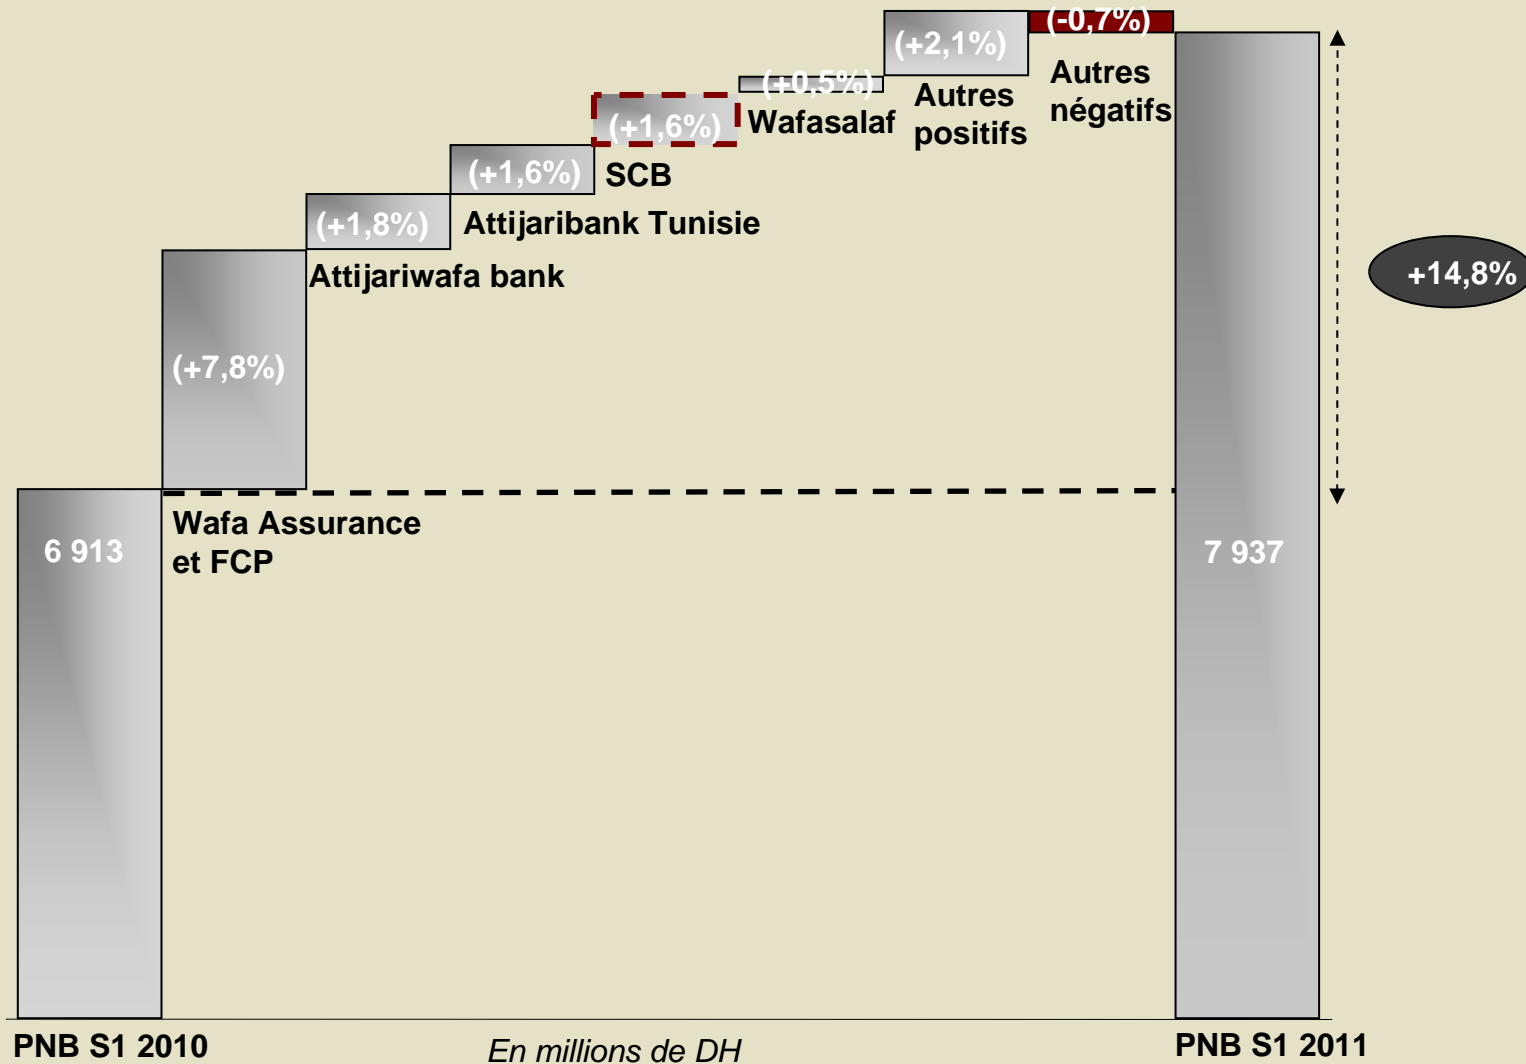 (-0,7%)
(+2,1%)
Autres
négatifs
(+0,5%)
Autres
positifs
(+1,6%)
Wafasalaf
(+1,6%)
SCB
(+1,8%)
Attijaribank Tunisie
Attijariwafa bank
+14,8%
(+7,8%)
Wafa Assurance
et FCP
6 913
7 937
PNB S1 2010
En millions de DH
PNB S1 2011